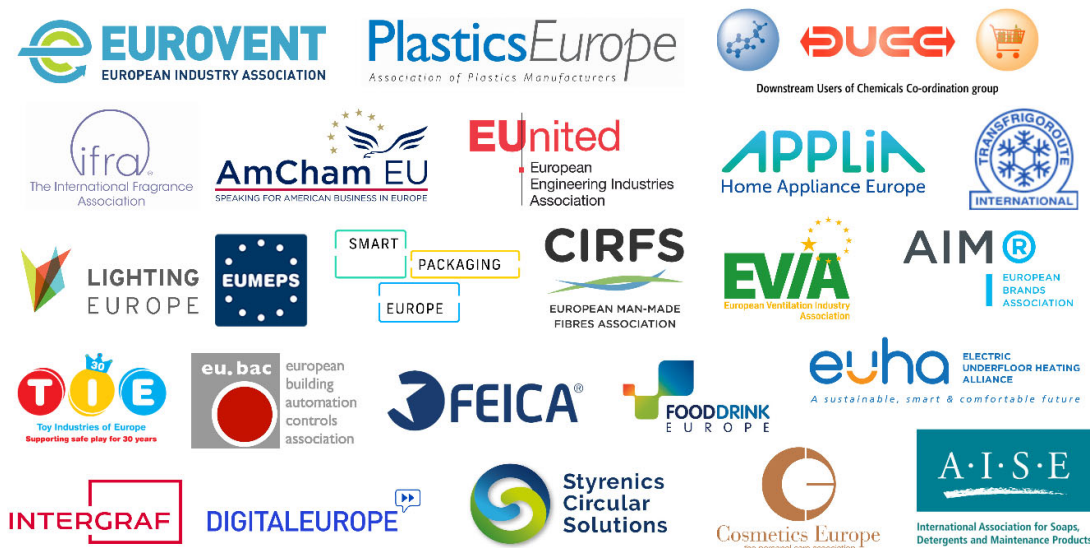 EUROVENT
EUROPEAN INDUSTRY ASSOCIATION
PlasticsEurope
Association of Plastics Manufacturers
DUCC
Downstream Users of Chemicals Co-ordination group
ifra
The International Fragrance
Association
AmCham EU
SPEAKING FOR AMERICAN BUSINESS IN EUROPE
EUnited
European
Engineering Industries
Association
APPLiA
Home Appliance Europe
TRANSFRIGOROUTE
INTERNATIONAL
LIGHTING
EUROPE
EUMEPS
SMART
PACKAGING
EUROPE
CIRFS
EUROPEAN MAN-MADE
FIBRES ASSOCIATION
EVIA
European Ventilation Industry
Association
AIM®
EUROPEAN
BRANDS
ASSOCIATION
30
TIE
Toy Industries of Europe
Supporting safe play for 30 years
eu.bac
european
building
automation
controls
association
FEICA®
FOODDRINK
EUROPE
euha
ELECTRIC
UNDERFLOOR HEATING
ALLIANCE
A sustainable, smart & comfortable future
INTERGRAF
DIGITALEUROPE
Styrenics
Circular
Solutions
Cosmetics Europe
the personal care association
A·I·S·E
International Association for Soaps,
Detergents and Maintenance Products